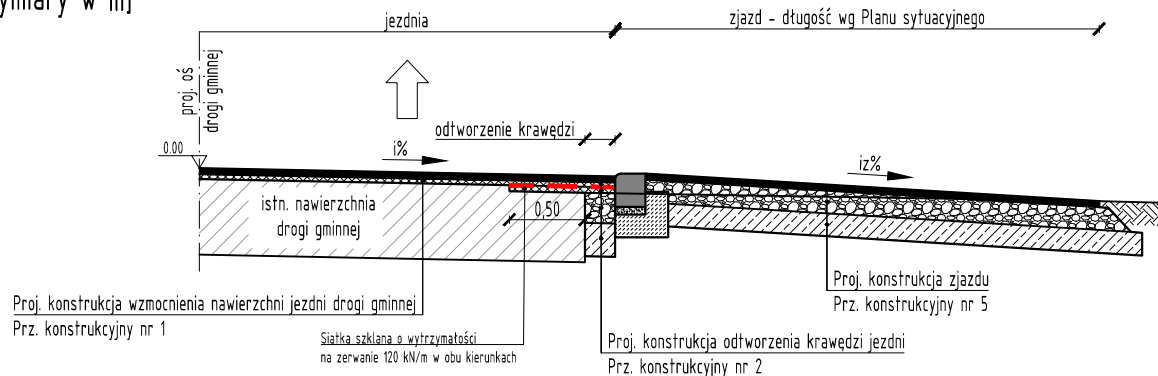 wymiary w m]
jezdnia
zjazd - długość wg Planu sytuacyjnego
proj. oś
drogi gminnej
odtworzenie krawędzi
0.00
i%
iz%
istn. nawierzchnia
drogi gminnej
0,50
Proj. konstrukcja zjazdu
Prz. konstrukcyjny nr 5
Proj. konstrukcja wzmocnienia nawierzchni jezdni drogi gminnej
Prz. konstrukcyjny nr 1
Siatka szklana o wytrzymałości
na zerwanie 120 kN/m w obu kierunkach
Proj. konstrukcja odtworzenia krawędzi jezdni
Prz. konstrukcyjny nr 2